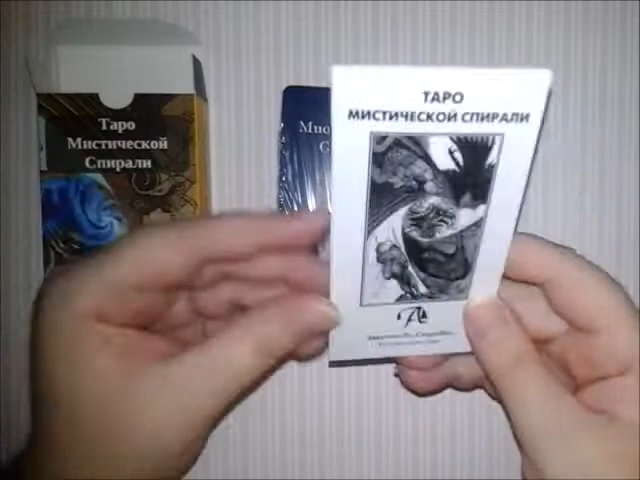 Таро
Мистической
Спирали
ТАРО
МИСТИЧЕСКОЙ СПИРАЛИ